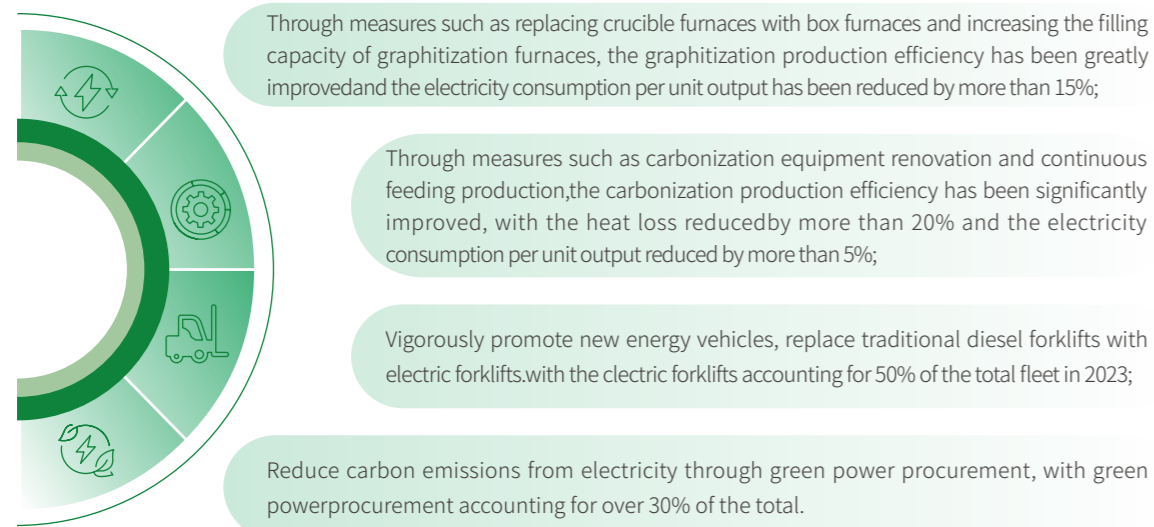 Through measures such as replacing crucible furnaces with box furnaces and increasing the filling
capacity of graphitization furnaces, the graphitization production efficiency has been greatly
improvedand the electricity consumption per unit output has been reduced by more than 15%;
Through measures such as carbonization equipment renovation and continuous
feeding production,the carbonization production efficiency has been significantly
improved, with the heat loss reducedby more than 20% and the electricity
consumption per unit output reduced by more than 5%;
Vigorously promote new energy vehicles, replace traditional diesel forklifts with
electric forklifts.with the clectric forklifts accounting for 50% of the total fleet in 2023;
Reduce carbon emissions from electricity through green power procurement, with green
powerprocurement accounting for over 30% of the total.